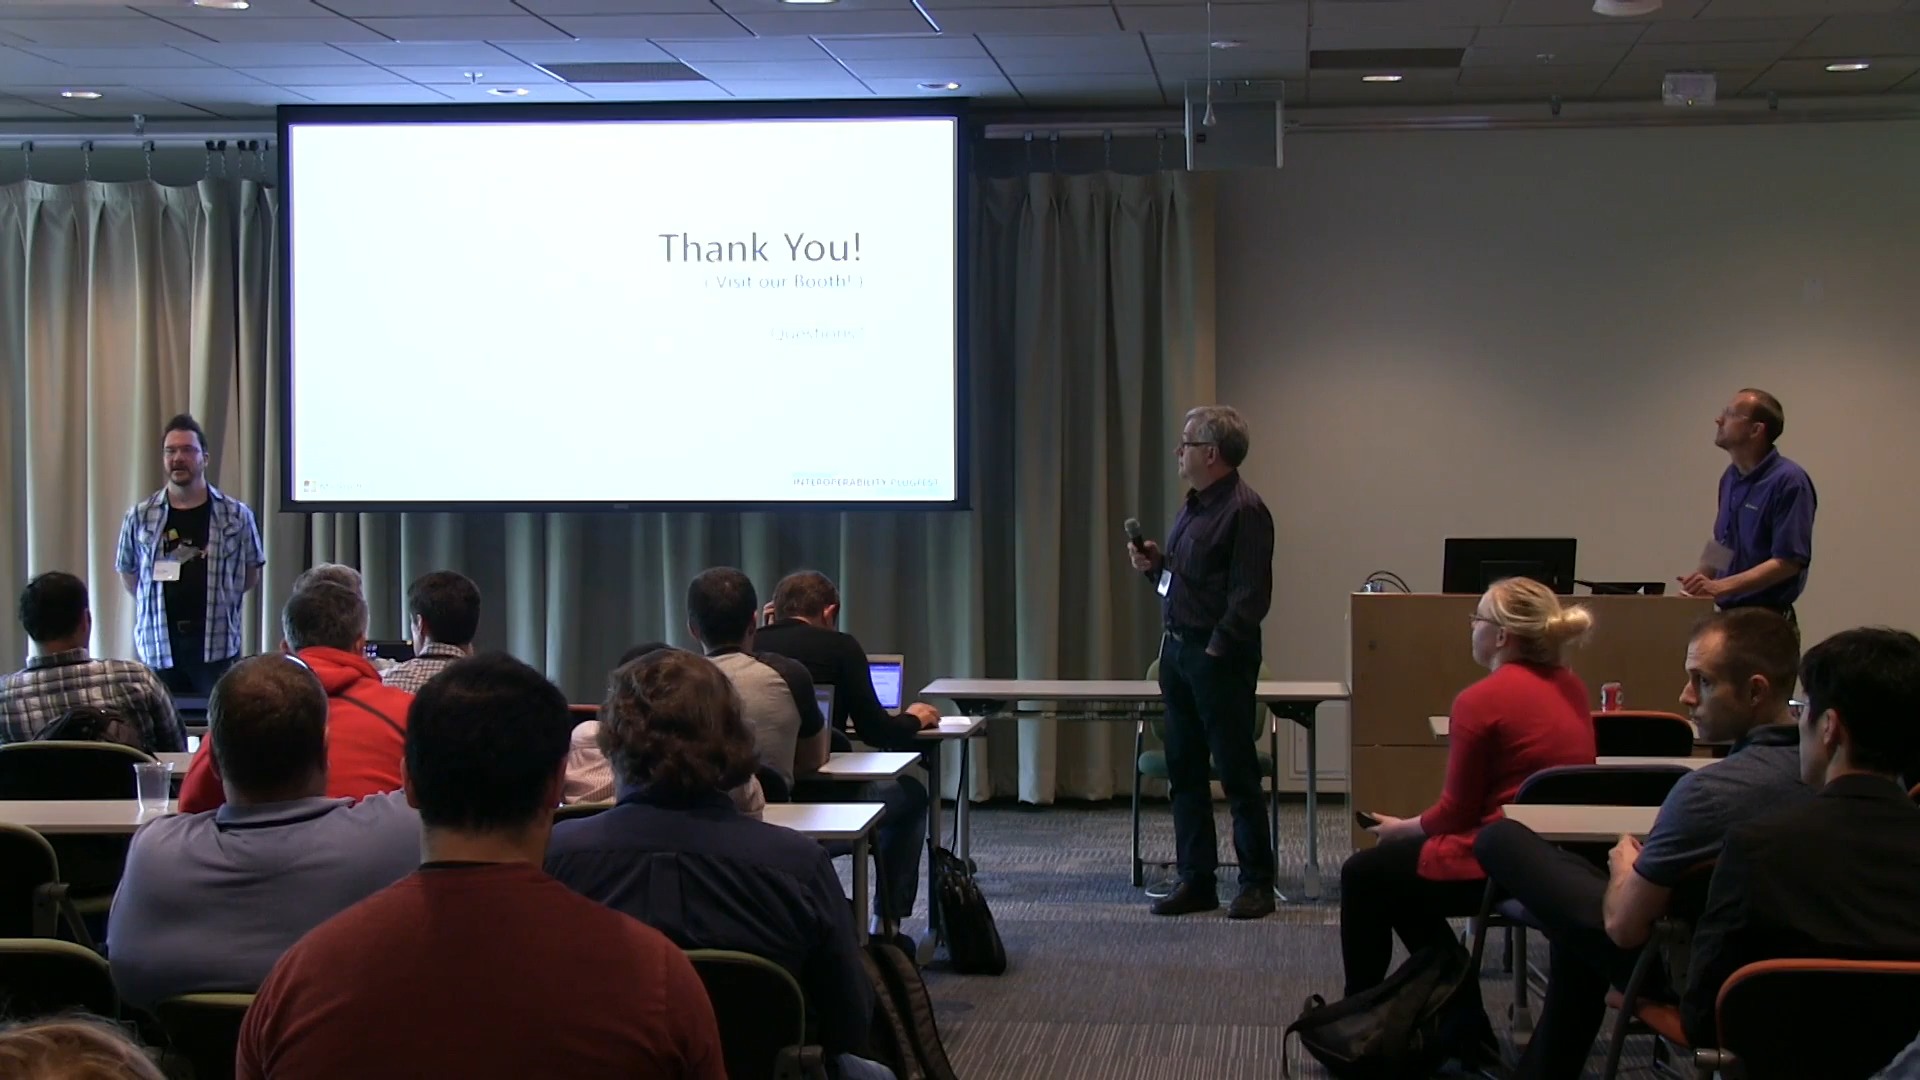 Thank You!
( Visit our Booth! )
Questions?
INTEROPERABILITY PLUGFEST